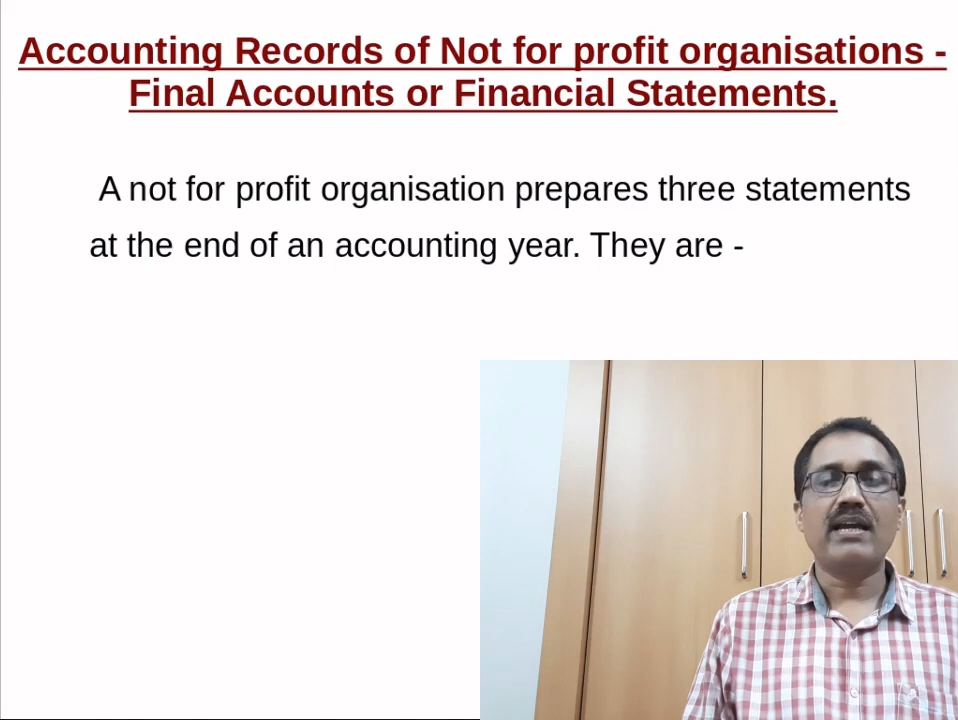 Accounting Records of Not for profit organisations -
Final Accounts or Financial Statements.
A not for profit organisation prepares three statements
at the end of an accounting year. They are -